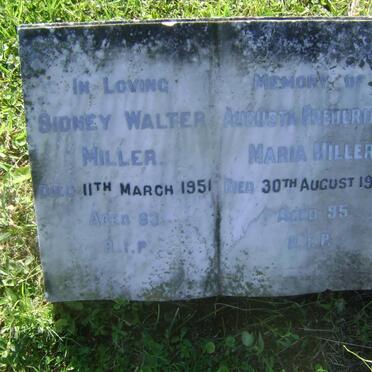 IN LOVING
SIDNEY WALTER
MILLER
DIED 11TH MARCH 1951
AGED 83
R.I.P.
MEMORY OF
AUGUSTA
MARIA MILLER
DIED 30TH AUGUST
AGED 95
R.I.P.